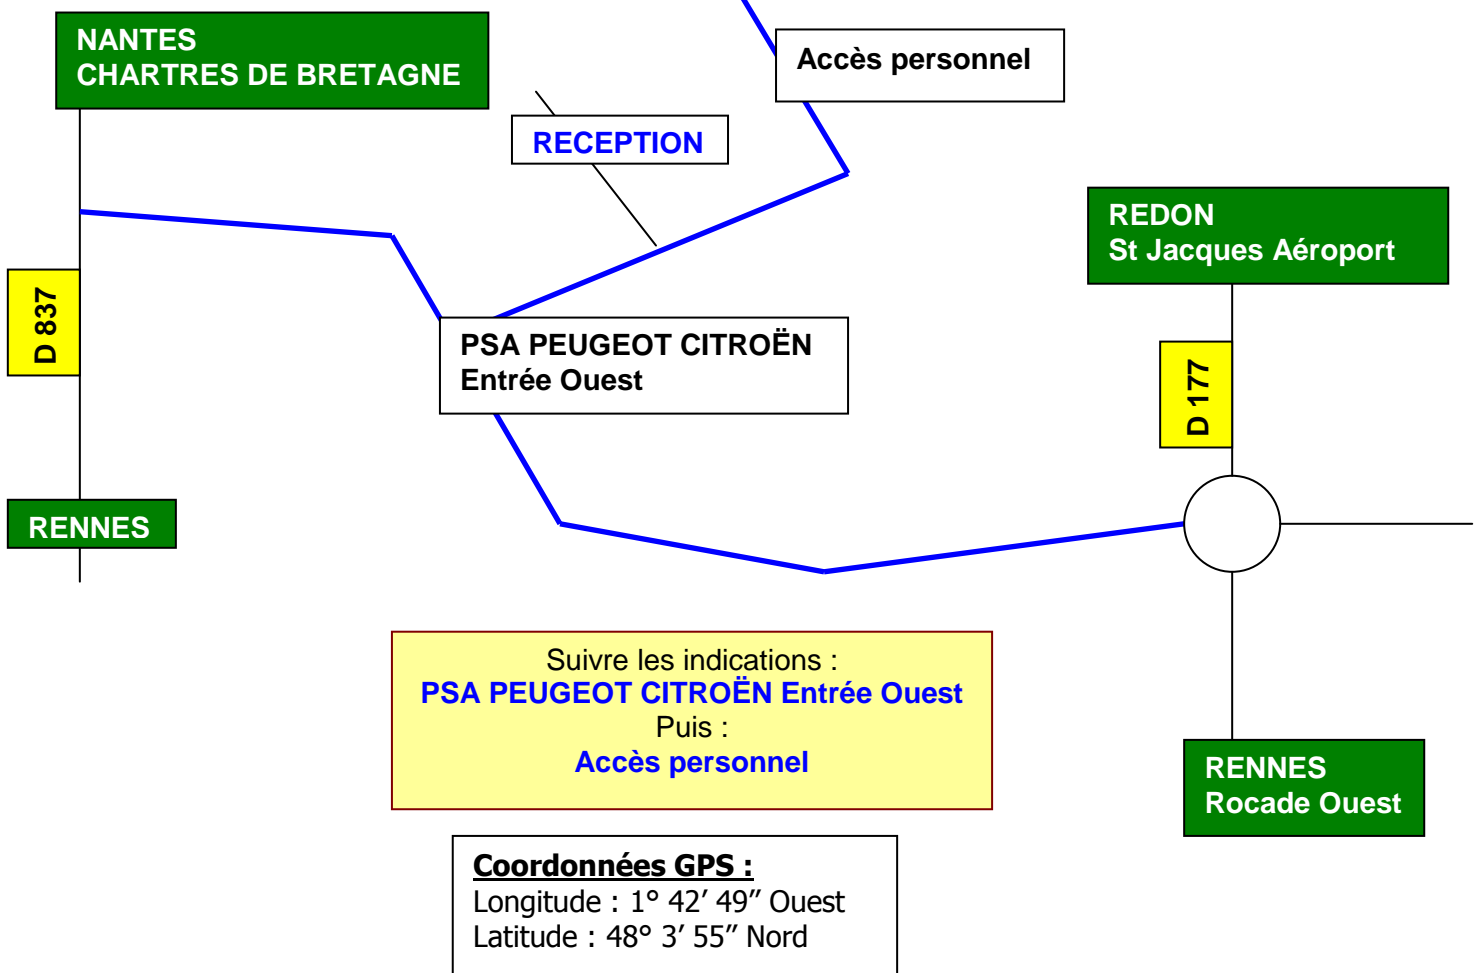 NANTES
CHARTRES DE BRETAGNE
Accès personnel
RECEPTION
REDON
St Jacques Aéroport
D 837
PSA PEUGEOT CITROËN
Entrée Ouest
D 177
RENNES
Suivre les indications :
PSA PEUGEOT CITROËN Entrée Ouest
Puis :
Accès personnel
RENNES
Rocade Ouest
Coordonnées GPS :
Longitude : 1° 42’ 49’’ Ouest
Latitude : 48° 3’ 55’’ Nord